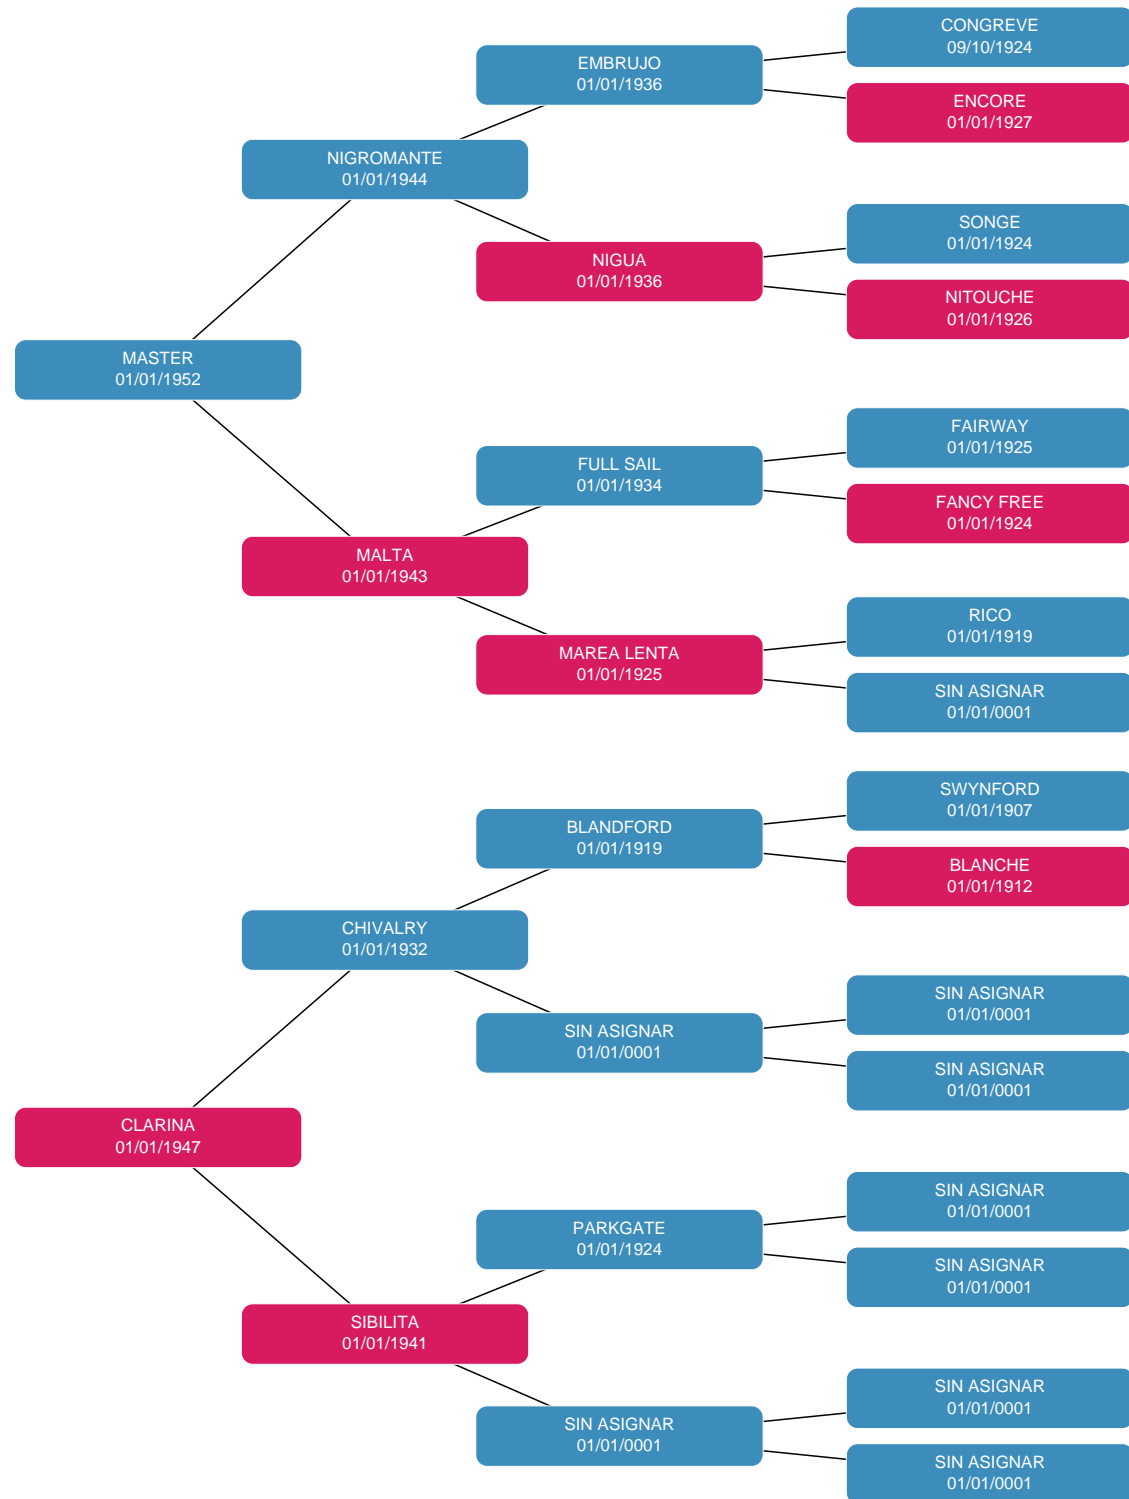 CONGREVE
09/10/1924
EMBRUJO
01/01/1936
ENCORE
01/01/1927
NIGROMANTE
01/01/1944
SONGE
01/01/1924
NIGUA
01/01/1936
NITOUCHE
01/01/1926
MASTER
01/01/1952
FAIRWAY
01/01/1925
FULL SAIL
01/01/1934
FANCY FREE
01/01/1924
MALTA
01/01/1943
RICO
01/01/1919
MAREA LENTA
01/01/1925
SIN ASIGNAR
01/01/0001
SWYNFORD
01/01/1907
BLANDFORD
01/01/1919
BLANCHE
01/01/1912
CHIVALRY
01/01/1932
SIN ASIGNAR
01/01/0001
SIN ASIGNAR
01/01/0001
SIN ASIGNAR
01/01/0001
CLARINA
01/01/1947
SIN ASIGNAR
01/01/0001
PARKGATE
01/01/1924
SIN ASIGNAR
01/01/0001
SIBILITA
01/01/1941
SIN ASIGNAR
01/01/0001
SIN ASIGNAR
01/01/0001
SIN ASIGNAR
01/01/0001